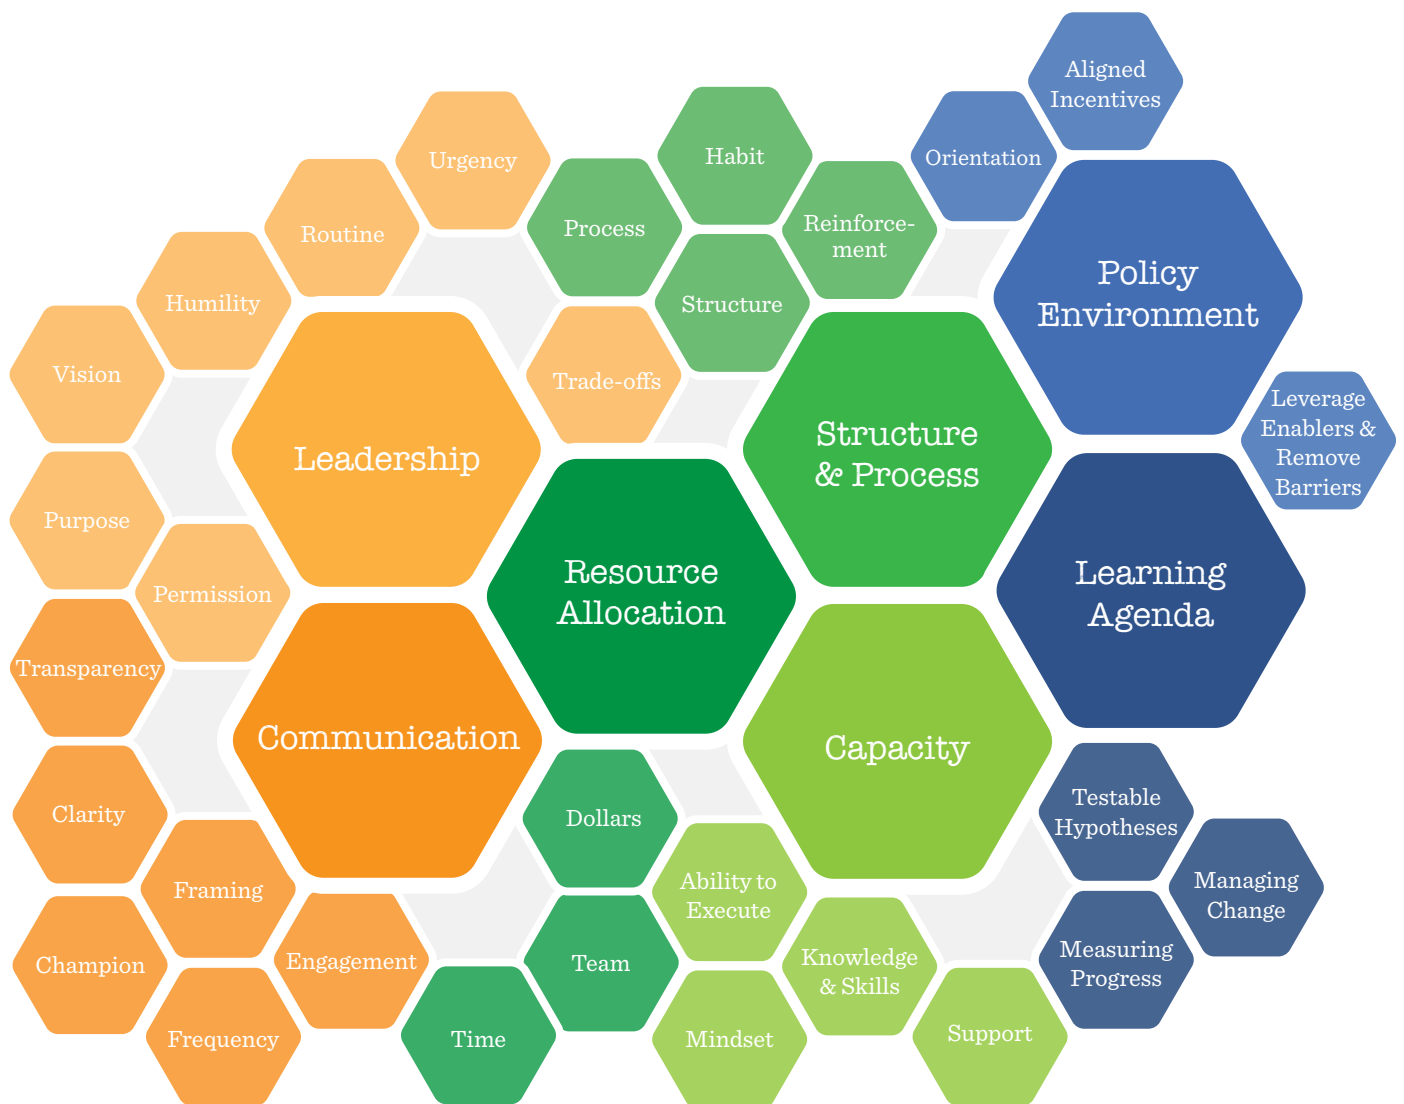 Aligned
Incentives
Urgency
Habit
Orientation
Routine
Process
Reinforce-
ment
Humility
Structure
Policy
Environment
Vision
Trade-offs
Leadership
Structure
& Process
Leverage
Enablers &
Remove
Barriers
Purpose
Permission
Resource
Allocation
Learning
Agenda
Transparency
Communication
Capacity
Clarity
Dollars
Testable
Hypotheses
Framing
Ability to
Execute
Managing
Change
Champion
Engagement
Team
Knowledge
& Skills
Measuring
Progress
Frequency
Time
Mindset
Support